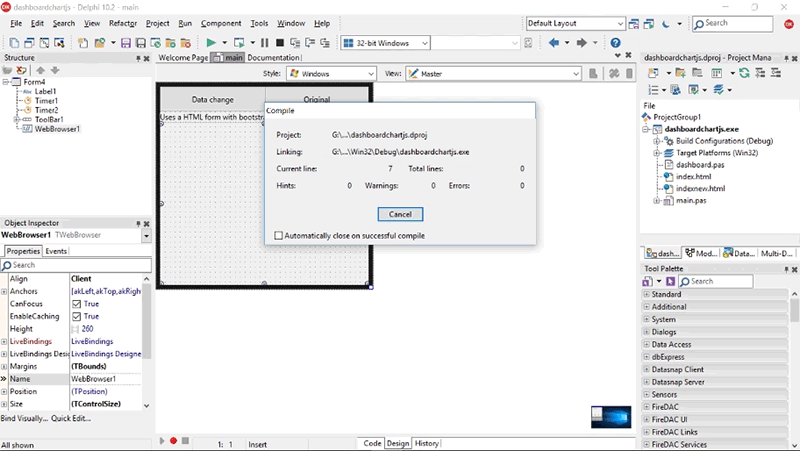 dashboardchartjs - Delphi 10.2 - main
File Edit Search View Refactor Project Run Component Tools Window Help
Default Layout
Search
32-bit Windows
Structure
Form4
Label1
Timer1
Timer2
ToolBar1
WebBrowser1
Object Inspector
WebBrowser1 TWebBrowser
Properties Events
Search
Align Client
Anchors [akLeft,akTop,akRigh
CanFocus True
EnableCaching True
Height 260
LiveBindings LiveBindings
LiveBindings Desig LiveBindings Designe
Margins (TBounds)
Name WebBrowser1
Position (TPosition)
Size (TControlSize)
Bind Visually... Quick Edit...
All shown
Welcome Page main Documentation
Style: Windows View: Master
Data change Original
Uses a HTML form with bootstra
Compile
Project: G:\...\dashboardchartjs.dproj
Linking: G:\...\Win32\Debug\dashboardchartjs.exe
Current line: 7 Total lines: 0
Hints: 0 Warnings: 0 Errors: 0
Cancel
Automatically close on successful compile
1: 1 Insert
Code Design History
dashboardchartjs.dproj - Project Mana
File
ProjectGroup1
dashboardchartjs.exe
Build Configurations (Debug)
Target Platforms (Win32)
dashboard.pas
index.html
indexnew.html
main.pas
dash... Mod... Data... Multi-D...
Tool Palette
Search
Standard
Additional
System
Dialogs
Data Access
dbExpress
Datasnap Client
Datasnap Server
Sensors
FireDAC
FireDAC UI
FireDAC Links
FireDAC Services